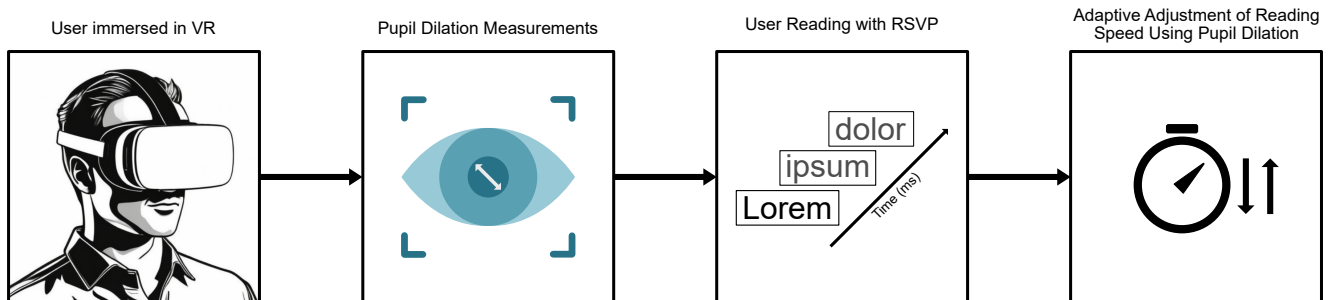 User immersed in VR
Pupil Dilation Measurements
User Reading with RSVP
Adaptive Adjustment of Reading
Speed Using Pupil Dilation
dolor
ipsum
Lorem
Time (ms)